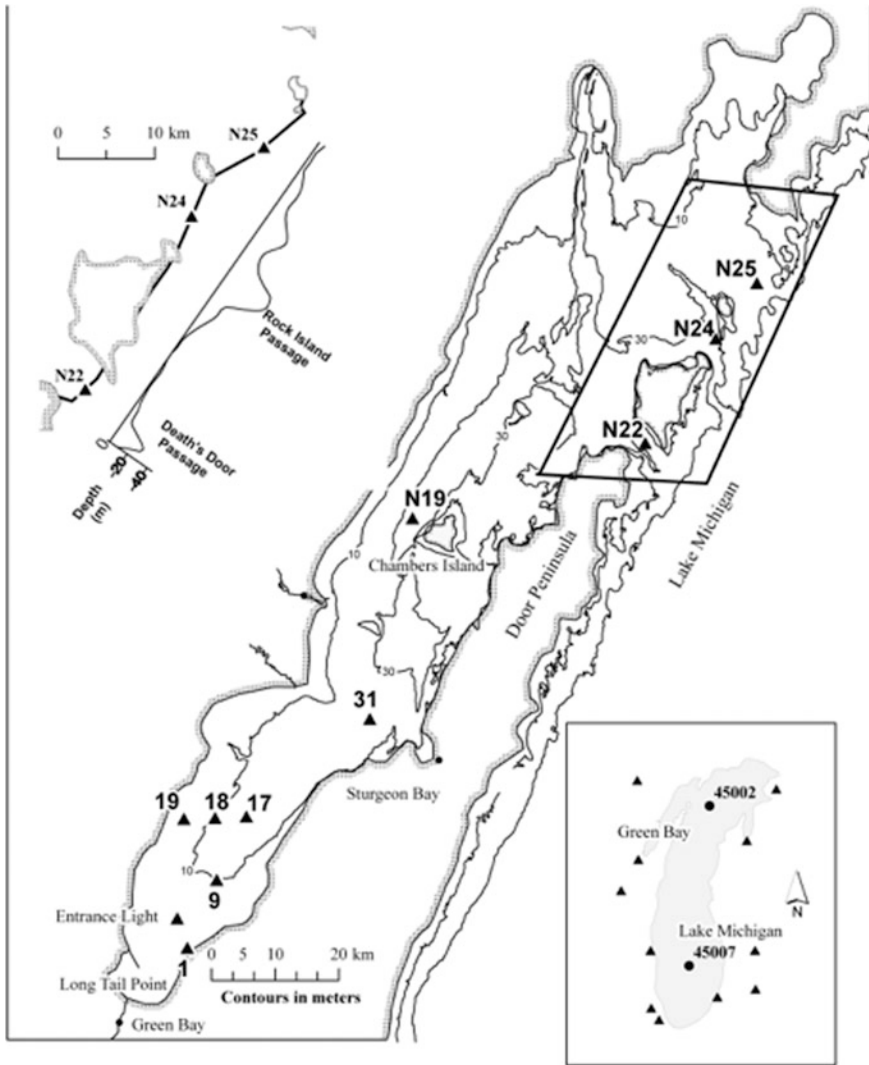 0 5 10 km
N25
N24
N22
Rock Island
Passage
Death's Door
Passage
0
-20
-40
Depth
(m)
10
N25
N24
30
N22
30
N19
Chambers Island
10
Door Peninsula
Lake Michigan
30
31
Sturgeon Bay
19
18
17
10
9
Entrance Light
1
Long Tail Point
Green Bay
0 10 20 km
Contours in meters
45002
Green Bay
N
Lake Michigan
45007